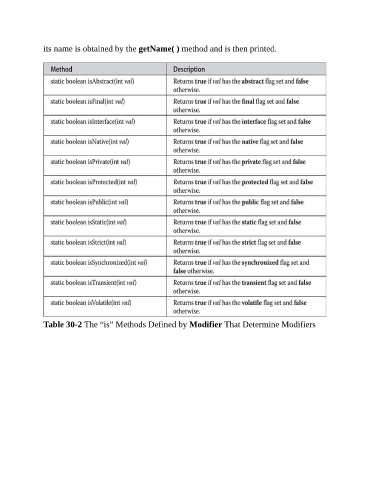 its name is obtained by the getName( ) method and is then printed.
Method Description
static boolean isAbstract(int val) Returns true if val has the abstract flag set and false
otherwise.
static boolean isFinal(int val) Returns true if val has the final flag set and false
otherwise.
static boolean isInterface(int val) Returns true if val has the interface flag set and false
otherwise.
static boolean isNative(int val) Returns true if val has the native flag set and false
otherwise.
static boolean isPrivate(int val) Returns true if val has the private flag set and false
otherwise.
static boolean isProtected(int val) Returns true if val has the protected flag set and false
otherwise.
static boolean isPublic(int val) Returns true if val has the public flag set and false
otherwise.
static boolean isStatic(int val) Returns true if val has the static flag set and false
otherwise.
static boolean isStrict(int val) Returns true if val has the strict flag set and false
otherwise.
static boolean isSynchronized(int val) Returns true if val has the synchronized flag set and
false otherwise.
static boolean isTransient(int val) Returns true if val has the transient flag set and false
otherwise.
static boolean isVolatile(int val) Returns true if val has the volatile flag set and false
otherwise.
Table 30-2 The “is” Methods Defined by Modifier That Determine Modifiers